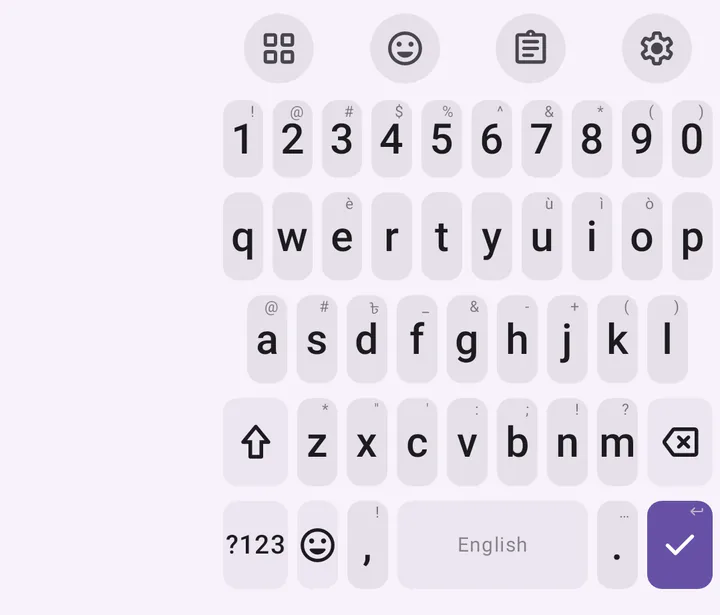 ! @ # $ % ^ & * ( )
1 2 3 4 5 6 7 8 9 0
è ù ì ò
q w e r t y u i o p
@ # _ & - + ( )
a s d f g h j k l
* " ' : ; ! ?
z x c v b n m
! …
?123 , English .